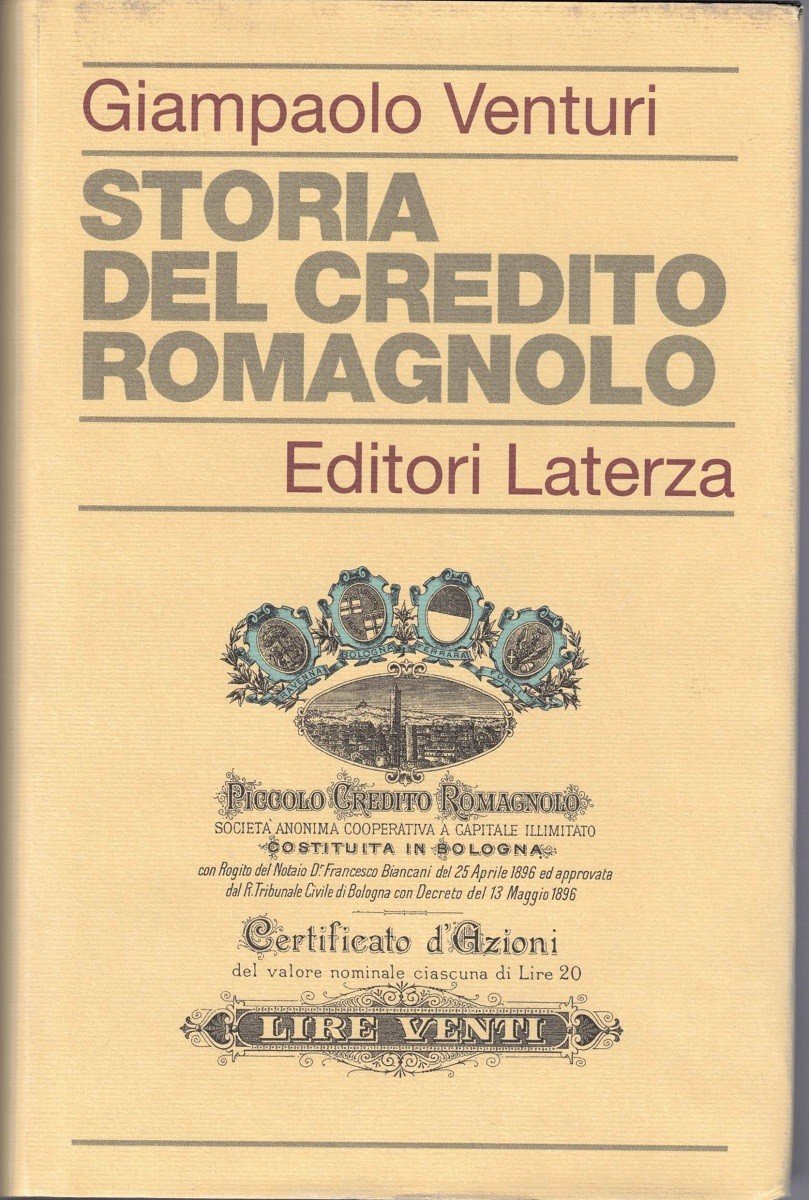 Giampaolo Venturi
STORIA
DEL CREDITO
ROMAGNOLO
Editori Laterza
RAVENNA
BOLOGNA
FERRARA
FORLÌ
PICCOLO CREDITO ROMAGNOLO
SOCIETÀ ANONIMA COOPERATIVA A CAPITALE ILLIMITATO
COSTITUITA IN BOLOGNA
con Rogito del Notaio Dr Francesco Biancani del 25 Aprile 1896 ed approvata
dal R. Tribunale Civile di Bologna con Decreto del 13 Maggio 1896
Certificato d'Azioni
del valore nominale ciascuna di Lire 20
LIRE VENTI